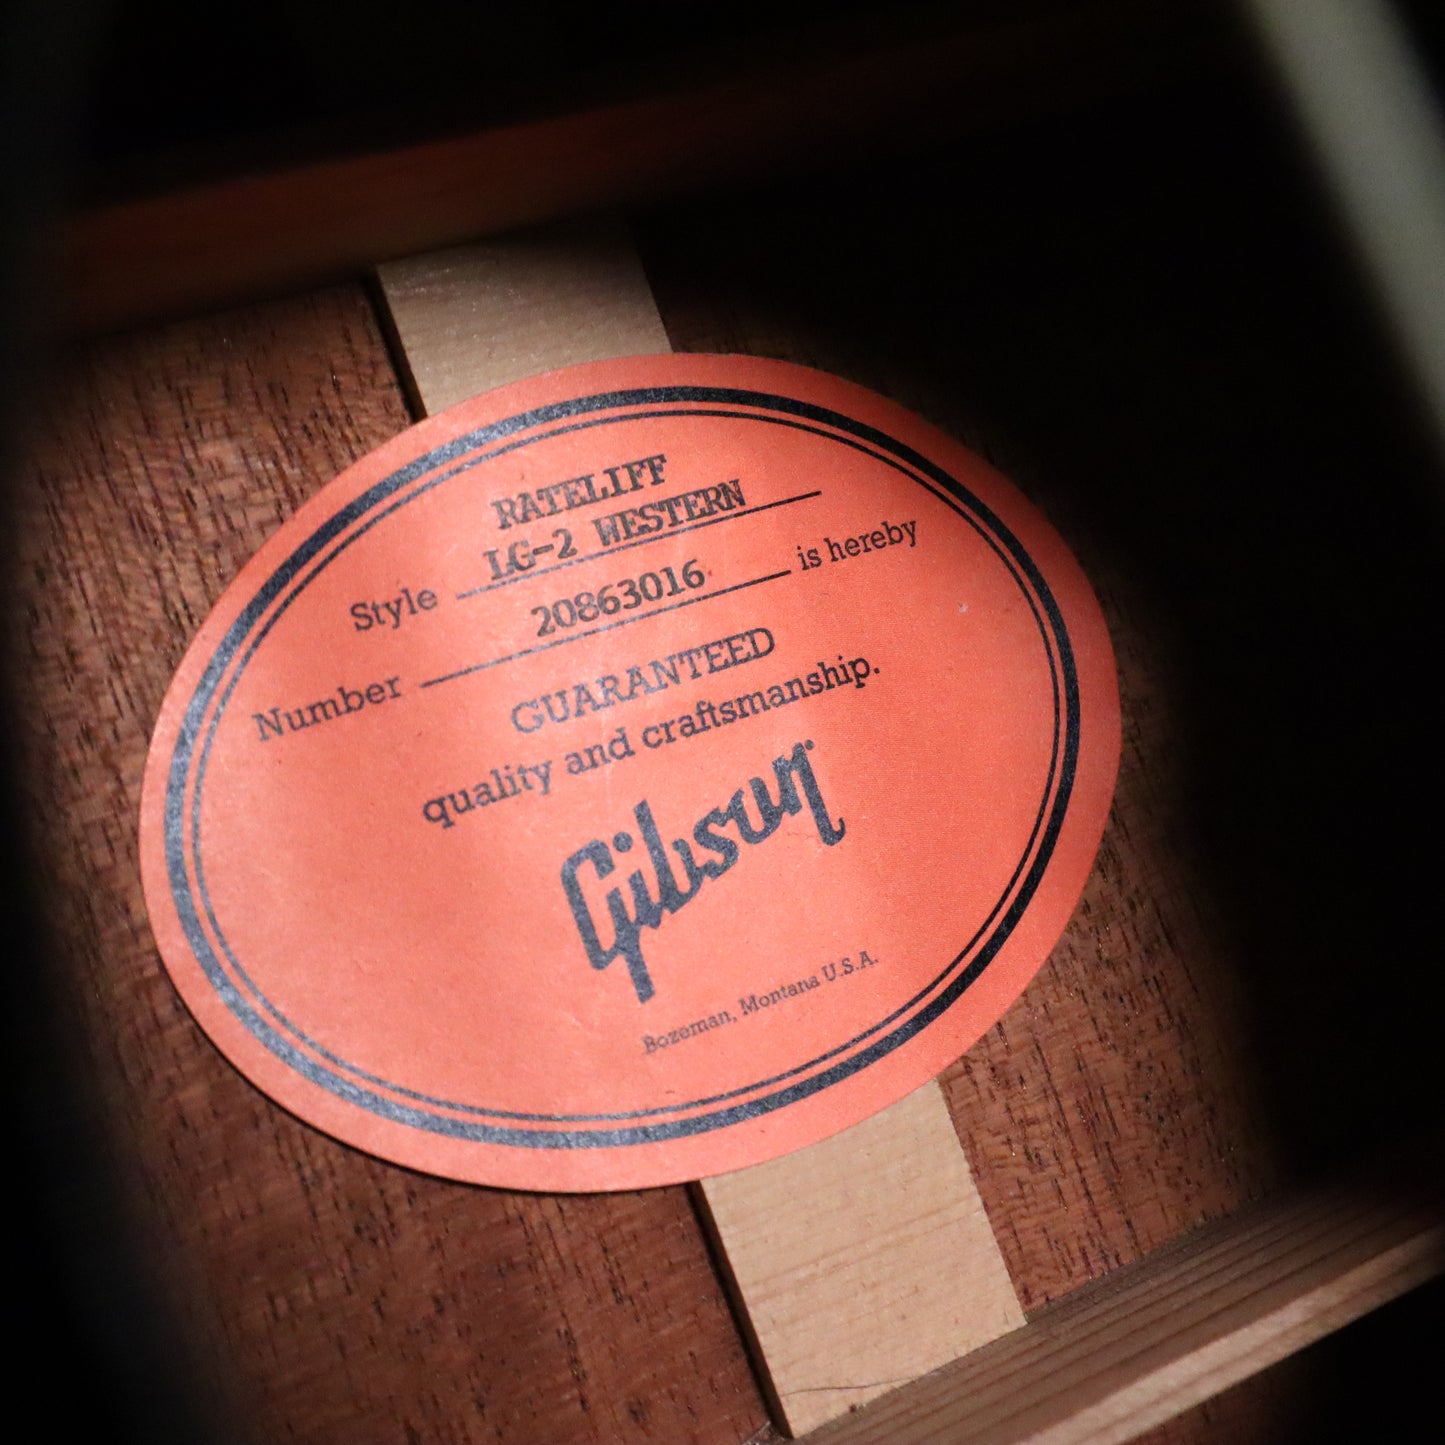 RATELIFF
Style LG-2 WESTERN
Number 20863016 is hereby
GUARANTEED
quality and craftsmanship.
Gibson
Bozeman, Montana U.S.A.